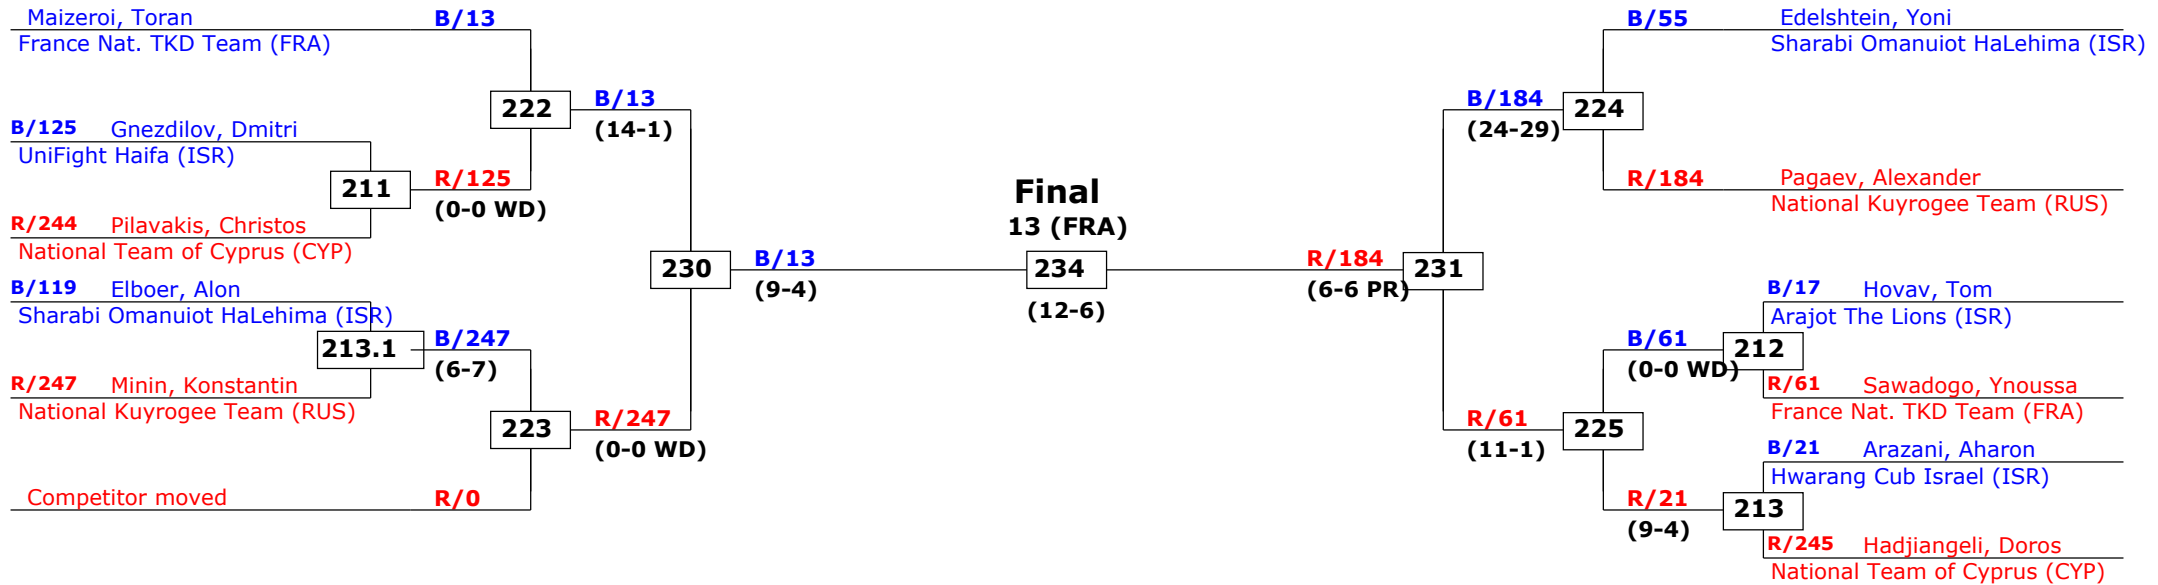 Maizeroi, Toran
B/13
France Nat. TKD Team (FRA)
B/125 Gnezdilov, Dmitri
UniFight Haifa (ISR)
222
B/13
(14-1)
211
R/125
(0-0 WD)
R/244 Pilavakis, Christos
National Team of Cyprus (CYP)
B/119 Elboer, Alon
Sharabi Omanuiot HaLehima (ISR)
213.1
B/247
(6-7)
R/247 Minin, Konstantin
National Kuyrogee Team (RUS)
223
R/247
(0-0 WD)
Competitor moved
R/0
230
B/13
(9-4)
Final
13 (FRA)
234
(12-6)
R/184
(6-6 PR)
231
B/55 Edelshtein, Yoni
Sharabi Omanuiot HaLehima (ISR)
B/184
(24-29)
224
R/184 Pagaev, Alexander
National Kuyrogee Team (RUS)
B/17 Hovav, Tom
Arajot The Lions (ISR)
B/61
(0-0 WD)
212
R/61 Sawadogo, Ynoussa
France Nat. TKD Team (FRA)
R/61
(11-1)
225
B/21 Arazani, Aharon
Hwarang Cub Israel (ISR)
R/21
(9-4)
213
R/245 Hadjiangeli, Doros
National Team of Cyprus (CYP)